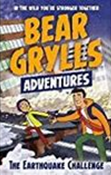 IN THE WILD YOU'RE STRONGER TOGETHER
BEAR
GRYLLS
ADVENTURES
THE EARTHQUAKE CHALLENGE